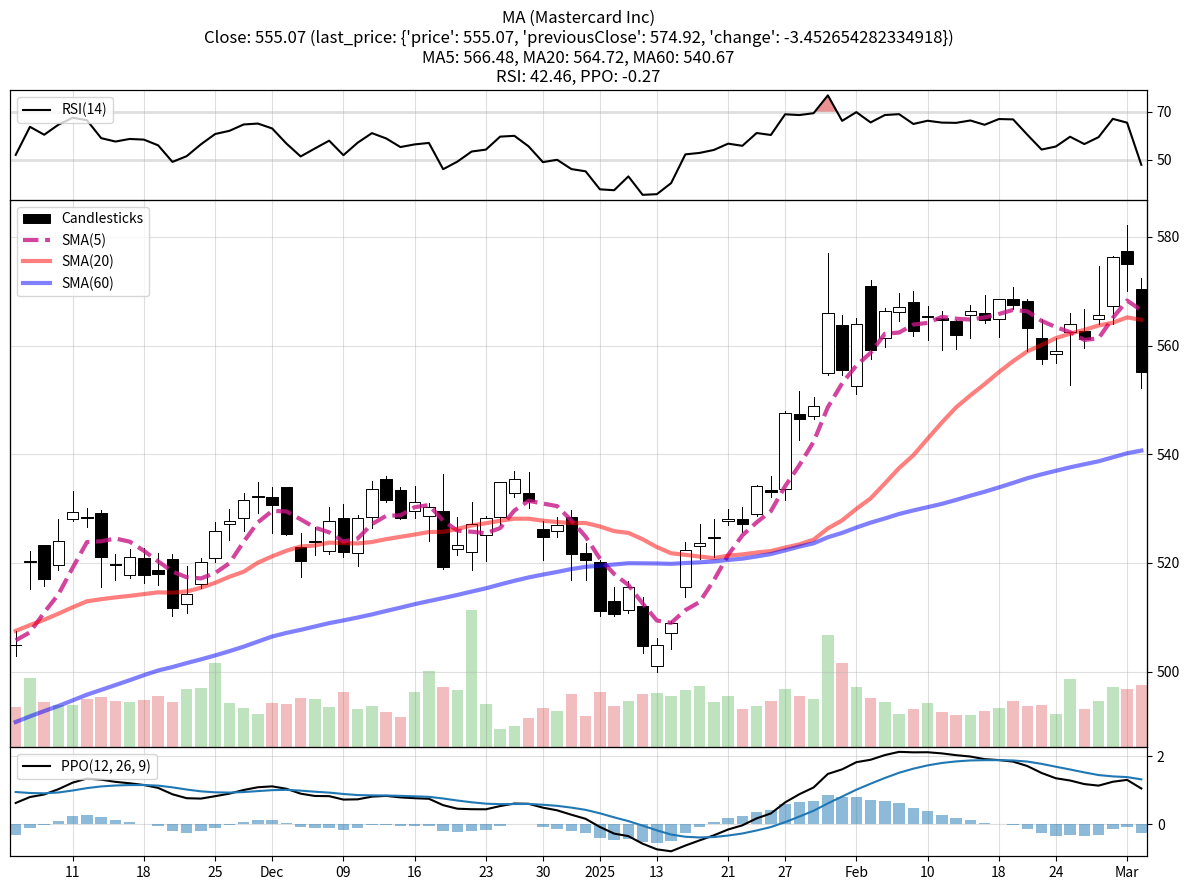 MA (Mastercard Inc)
Close: 555.07 (last_price: {'price': 555.07, 'previousClose': 574.92, 'change': -3.452654282334918})
MA5: 566.48, MA20: 564.72, MA60: 540.67
RSI: 42.46, PPO: -0.27
RSI(14)
70
50
Candlesticks
SMA(5)
SMA(20)
SMA(60)
580
560
540
520
500
PPO(12, 26, 9)
2
0
11 18 25 Dec 09 16 23 30 2025 13 21 27 Feb 10 18 24 Mar